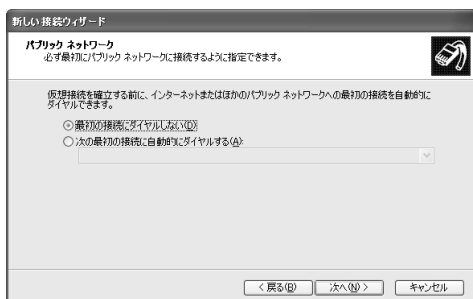 新しい接続ウィザード
パブリック ネットワーク
必ず最初にパブリック ネットワークに接続するように指定できます。
仮想接続を確立する前に、インターネットまたはほかのパブリック ネットワークへの最初の接続を自動的に
ダイヤルできます。
最初の接続にダイヤルしない(D)
次の最初の接続に自動的にダイヤルする(A):
< 戻る(B) 次へ(N) > キャンセル